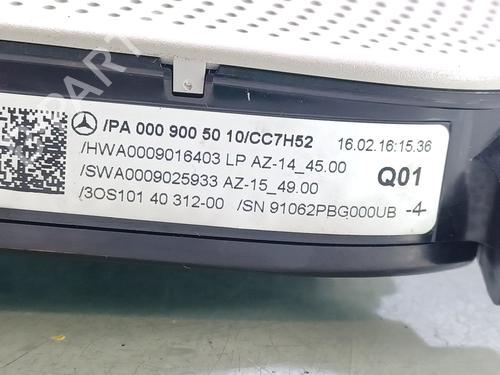 /PA 000 900 50 10/CC7H52 16.02.16:15.36
/HWA0009016403 LP AZ-14_45.00
/SWA0009025933 AZ-15_49.00 Q01
/3OS101 40 312-00 /SN 91062PBG000UB -4